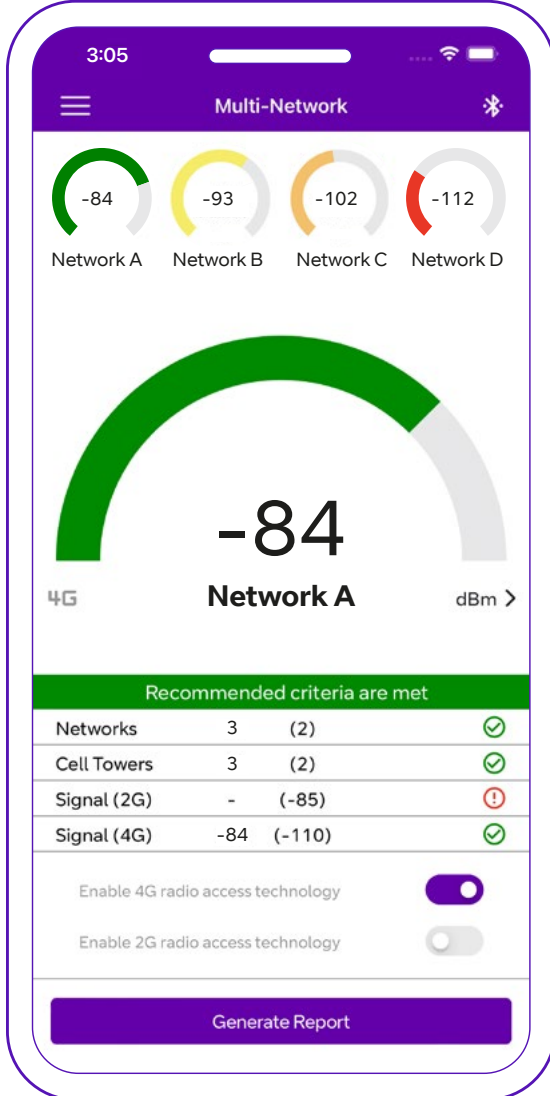 3:05
Multi-Network
-84 -93 -102 -112
Network A Network B Network C Network D
-84
4G Network A dBm
Recommended criteria are met
Networks 3 (2)
Cell Towers 3 (2)
Signal (2G) - (-85)
Signal (4G) -84 (-110)
Enable 4G radio access technology
Enable 2G radio access technology
Generate Report